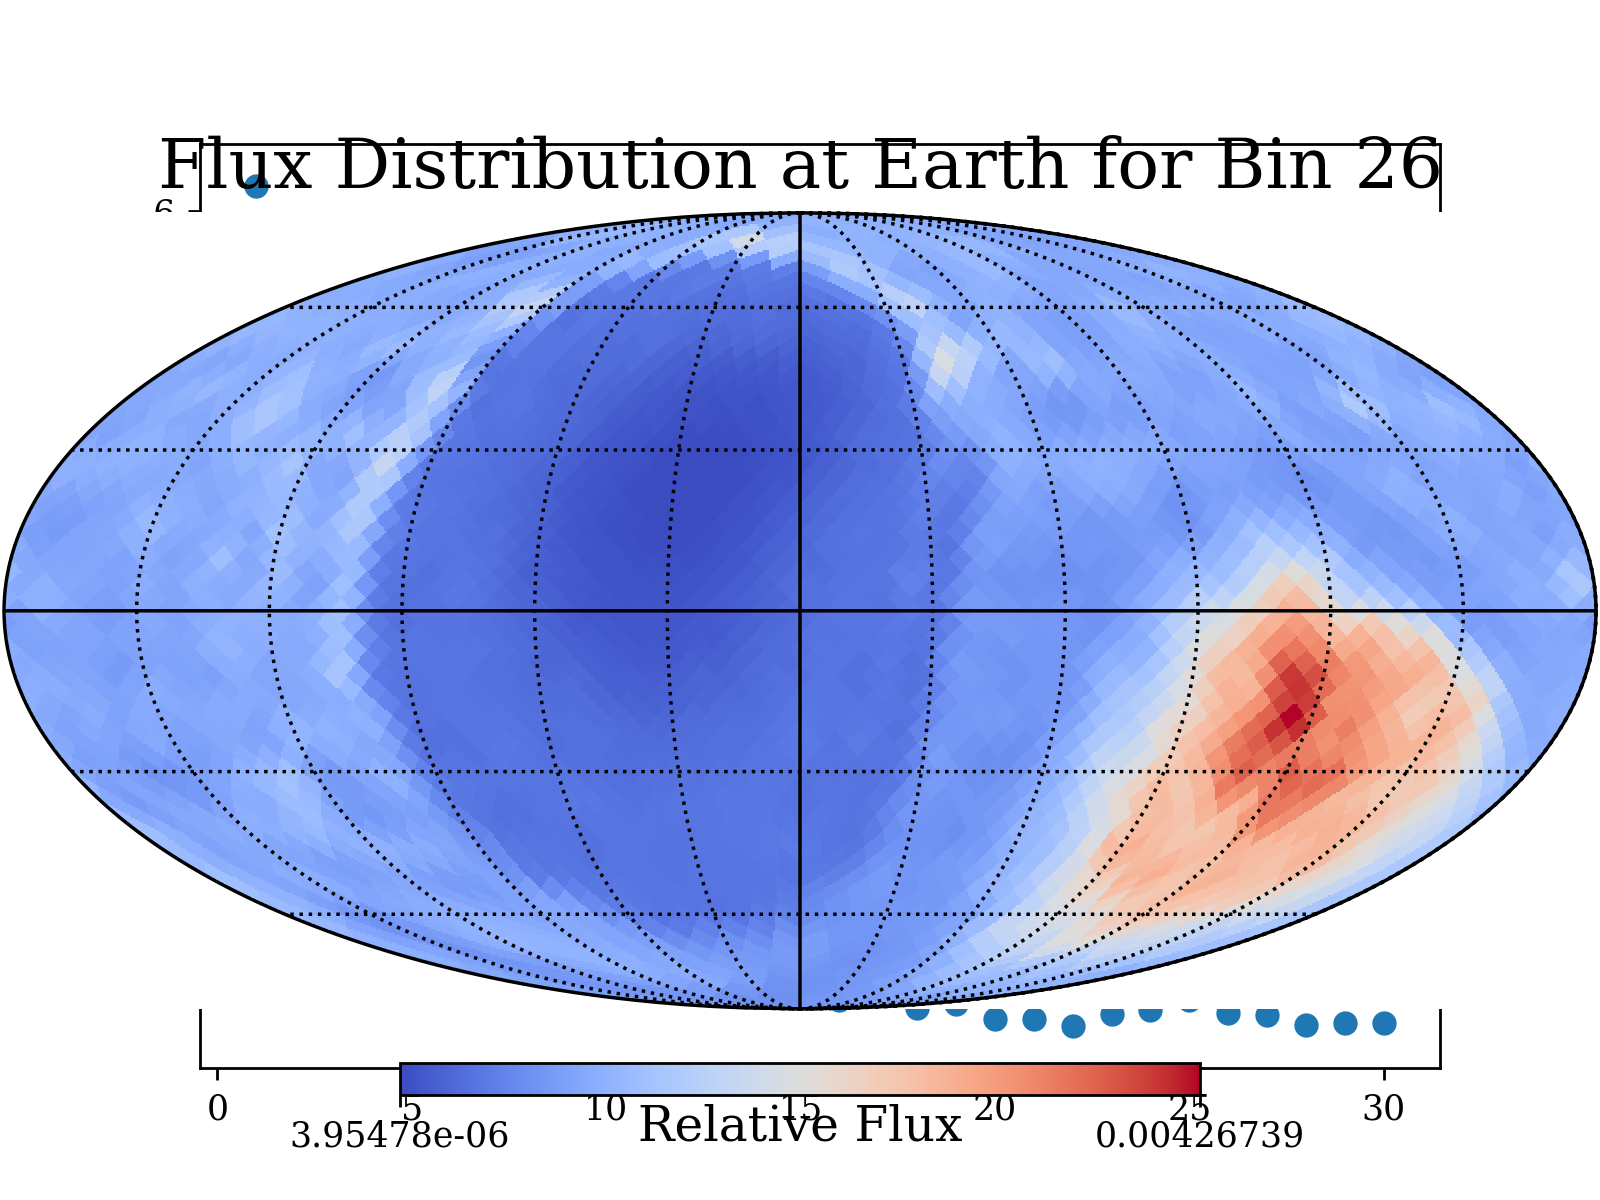 Flux Distribution at Earth for Bin 26
6
0 5 10 15 20 25 30
3.95478e-06 Relative Flux 0.00426739